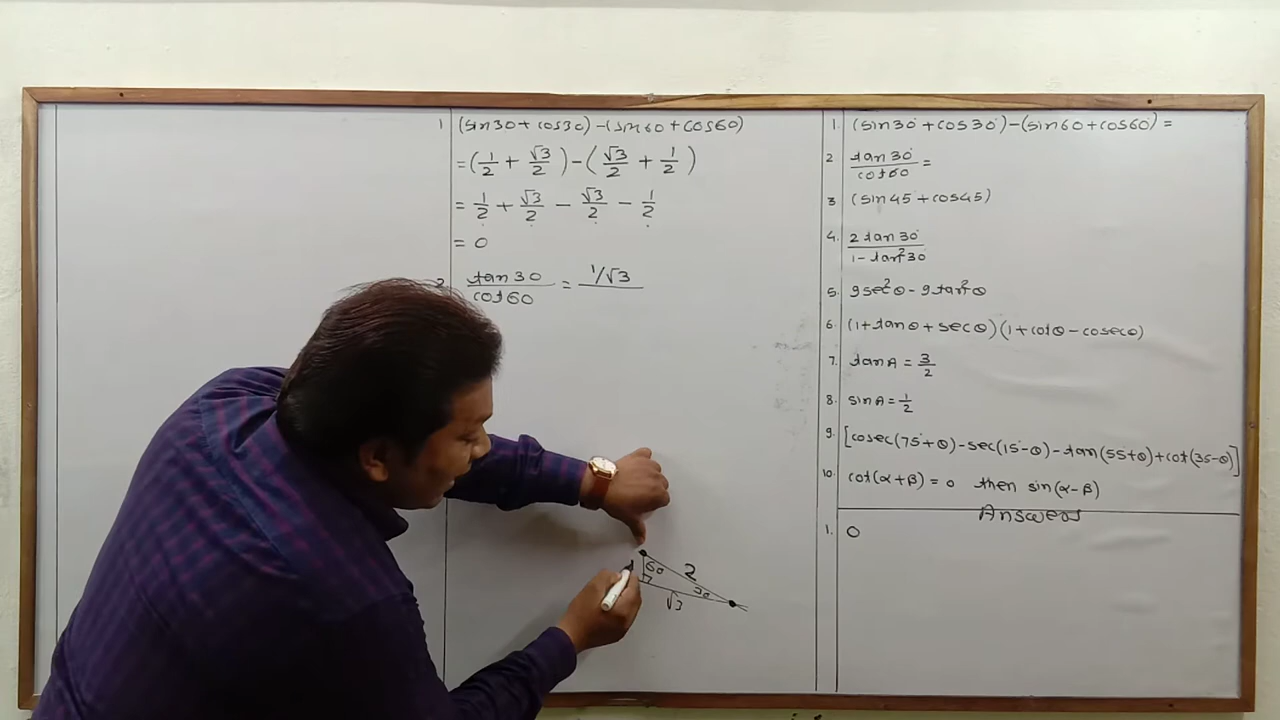 1 (sin30+cos30)-(sin60+cos60)
=(1/2 + √3/2)-(√3/2 + 1/2)
= 1/2 + √3/2 - √3/2 - 1/2
= 0
2. tan30/cot60 = 1/√3
60 2
30
√3
1. (sin30°+cos30°)-(sin60+cos60°)=
2 tan30°/cot60 =
3 (sin45+cos45)
4. 2tan30°/1-tan²30
5. 9sec²θ-9tan²θ
6. (1+tanθ+secθ)(1+cotθ-cosecθ)
7. tanA = 3/2
8. sinA = 1/2
9. [cosec(75°+θ)-sec(15°-θ)-tan(55+θ)+cot(35-θ)]
10. cot(α+β)=0 then sin(α-β)
Answers
1. 0